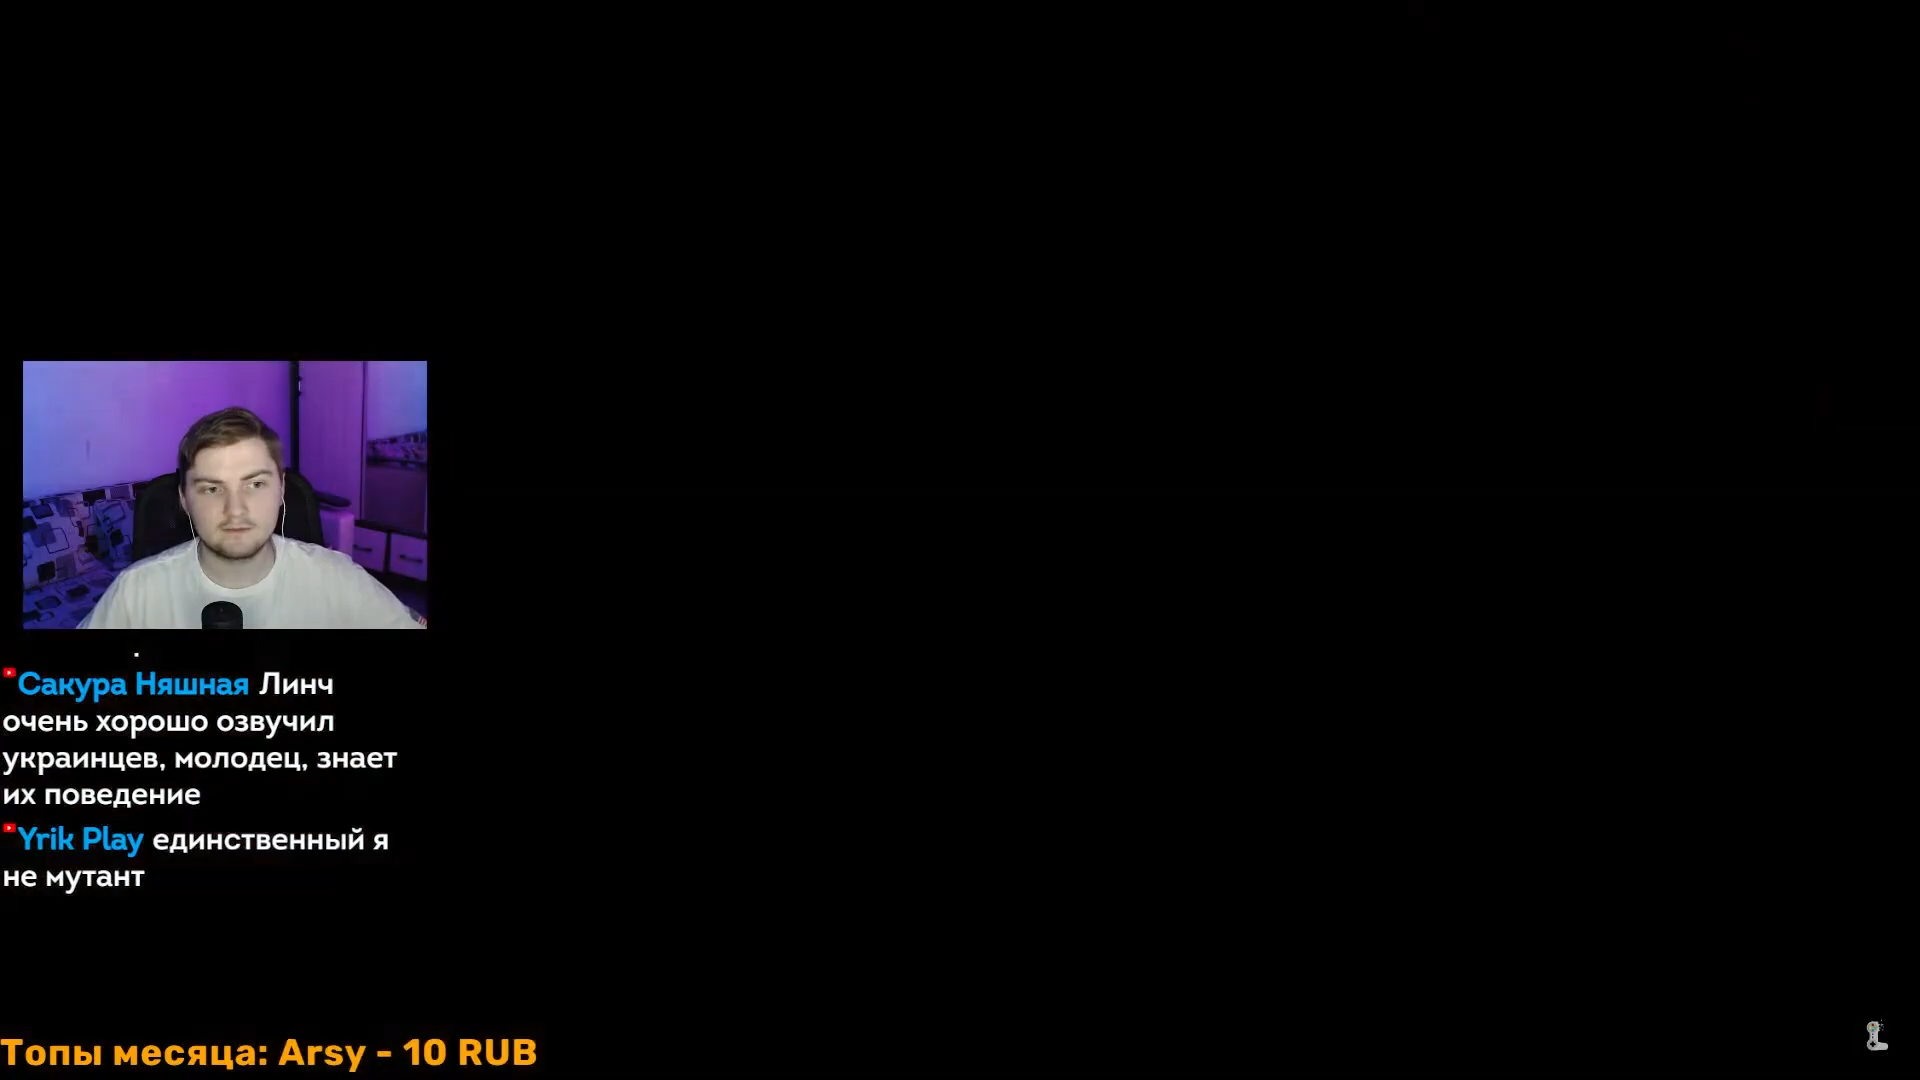 .
Сакура Няшная Линч
очень хорошо озвучил
украинцев, молодец, знает
их поведение
Yrik Play единственный я
не мутант
Топы месяца: Arsy - 10 RUB